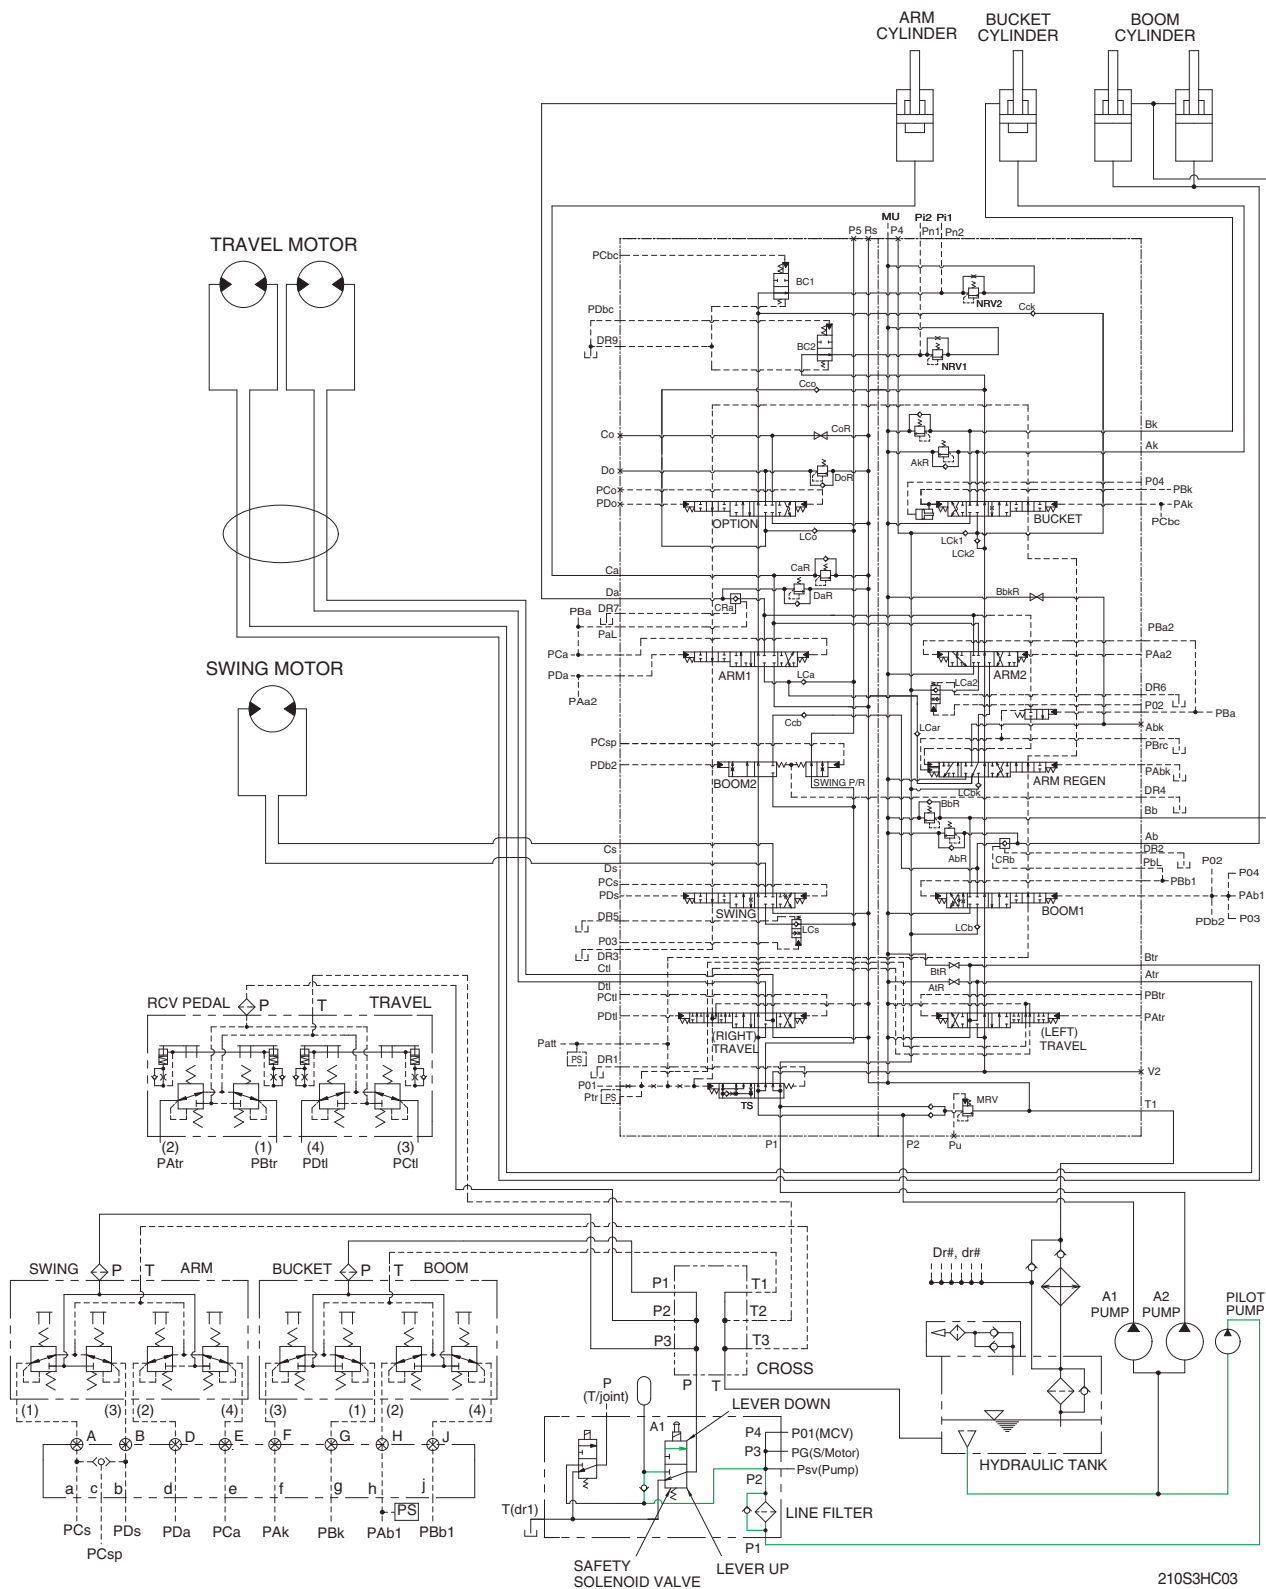 ARM
CYLINDER
BUCKET
CYLINDER
BOOM
CYLINDER
TRAVEL MOTOR
SWING MOTOR
P5 Rs
MU
P4
Pi2 Pi1
Pn1
Pn2
PCbc
BC1
NRV2
Cck
PDbc
DR9
BC2
NRV1
Cco
Co
CoR
Bk
Ak
AkR
Do
DoR
PCo
PDo
OPTION
P04
PBk
PAk
PCbc
BUCKET
LCo
LCk1
LCk2
Ca
CaR
Da
DaR
CRa
BbkR
PBa
DR7
PaL
PCa
PDa
PAa2
ARM1
LCa
PBa2
PAa2
ARM2
LCa2
DR6
P02
PBa
Ccb
LCar
Abk
PCsp
PDb2
BOOM2
SWING P/R
PBrc
PAbk
ARM REGEN
LCbk
DR4
BbR
Bb
AbR
Ab
CRb
DR2
PbL
Cs
Ds
PCs
PDs
SWING
DR5
LCs
P03
DR3
PBb1
P02
P04
PAb1
PDb2
P03
BOOM1
LCb
Ctl
Dtl
PCtl
PDtl
(RIGHT)
TRAVEL
BtR
Btr
AtR
Atr
PBtr
PAtr
(LEFT)
TRAVEL
Patt
PS
DR1
P01
Ptr
PS
TS
V2
MRV
T1
P1
P2
Pu
RCV PEDAL
P
T
TRAVEL
(2)
(1)
(4)
(3)
PAtr
PBtr
PDtl
PCtl
SWING
P
T
ARM
BUCKET
P
T
BOOM
(1)
(3)
(2)
(4)
(3)
(1)
(2)
(4)
A
B
D
E
F
G
H
J
a
c
b
d
e
f
g
h
j
PS
PCs
PDs
PDa
PCa
PAk
PBk
PAb1
PBb1
PCsp
P1
T1
P2
T2
P3
T3
CROSS
P
T
P
(T/joint)
A1
LEVER DOWN
P4
P01(MCV)
P3
PG(S/Motor)
Psv(Pump)
P2
LINE FILTER
T(dr1)
P1
SAFETY
SOLENOID VALVE
LEVER UP
Dr#, dr#
A1
PUMP
A2
PUMP
PILOT
PUMP
HYDRAULIC TANK
210S3HC03